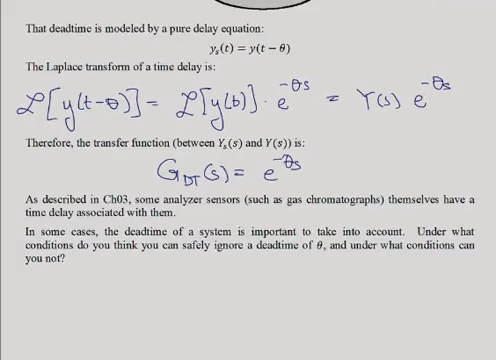 That deadtime is modeled by a pure delay equation:
yₛ(t) = y(t − θ)
The Laplace transform of a time delay is:
ℒ[y(t-θ)] = ℒ[y(t)] · e^{-θs} = Y(s) e^{-θs}
Therefore, the transfer function (between Yₛ(s) and Y(s)) is:
G_{DT}(s) = e^{-θs}
As described in Ch03, some analyzer sensors (such as gas chromatographs) themselves have a
time delay associated with them.
In some cases, the deadtime of a system is important to take into account. Under what
conditions do you think you can safely ignore a deadtime of θ, and under what conditions can
you not?